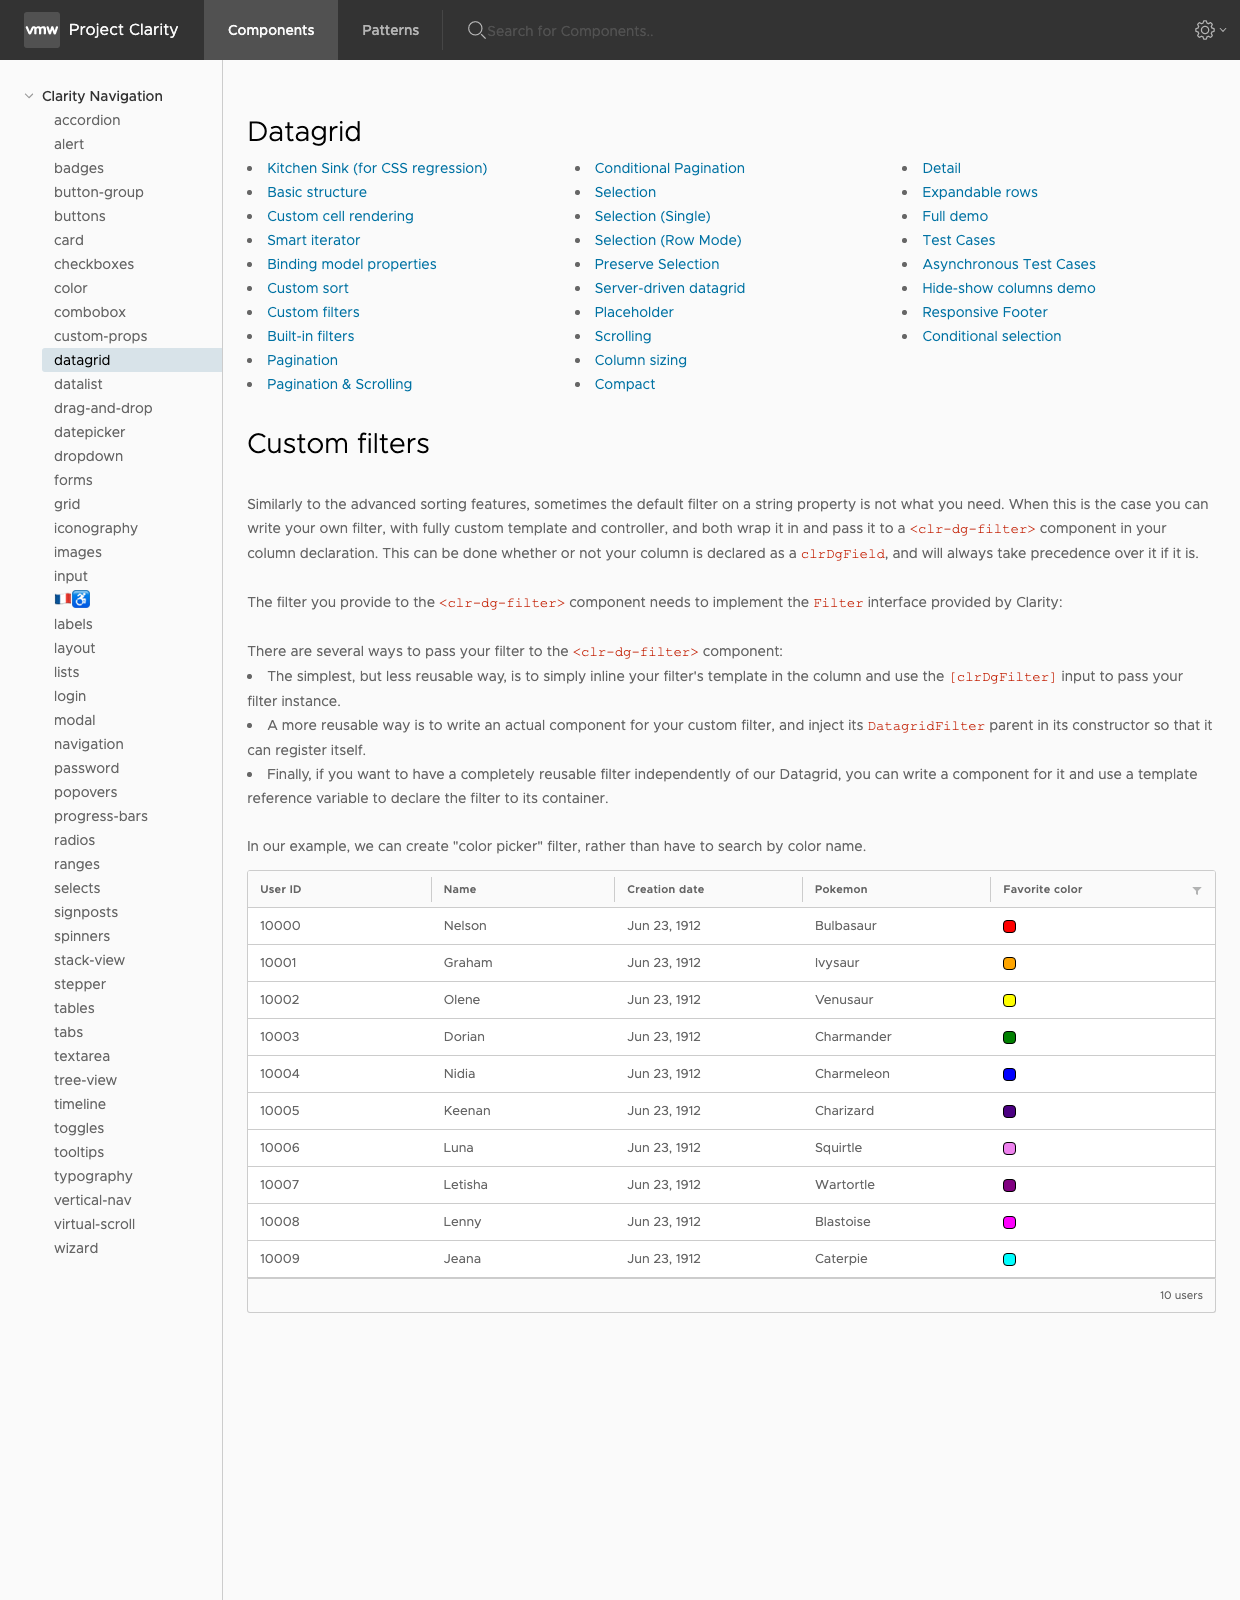 vmw Project Clarity Components Patterns Search for Components..
Clarity Navigation
accordion
alert
badges
button-group
buttons
card
checkboxes
color
combobox
custom-props
datagrid
datalist
drag-and-drop
datepicker
dropdown
forms
grid
iconography
images
input
🇫🇷♿
labels
layout
lists
login
modal
navigation
password
popovers
progress-bars
radios
ranges
selects
signposts
spinners
stack-view
stepper
tables
tabs
textarea
tree-view
timeline
toggles
tooltips
typography
vertical-nav
virtual-scroll
wizard
Datagrid
• Kitchen Sink (for CSS regression)
• Basic structure
• Custom cell rendering
• Smart iterator
• Binding model properties
• Custom sort
• Custom filters
• Built-in filters
• Pagination
• Pagination & Scrolling
• Conditional Pagination
• Selection
• Selection (Single)
• Selection (Row Mode)
• Preserve Selection
• Server-driven datagrid
• Placeholder
• Scrolling
• Column sizing
• Compact
• Detail
• Expandable rows
• Full demo
• Test Cases
• Asynchronous Test Cases
• Hide-show columns demo
• Responsive Footer
• Conditional selection
Custom filters
Similarly to the advanced sorting features, sometimes the default filter on a string property is not what you need. When this is the case you can
write your own filter, with fully custom template and controller, and both wrap it in and pass it to a <clr-dg-filter> component in your
column declaration. This can be done whether or not your column is declared as a clrDgField, and will always take precedence over it if it is.
The filter you provide to the <clr-dg-filter> component needs to implement the Filter interface provided by Clarity:
There are several ways to pass your filter to the <clr-dg-filter> component:
• The simplest, but less reusable way, is to simply inline your filter's template in the column and use the [clrDgFilter] input to pass your
filter instance.
• A more reusable way is to write an actual component for your custom filter, and inject its DatagridFilter parent in its constructor so that it
can register itself.
• Finally, if you want to have a completely reusable filter independently of our Datagrid, you can write a component for it and use a template
reference variable to declare the filter to its container.
In our example, we can create "color picker" filter, rather than have to search by color name.
User ID Name Creation date Pokemon Favorite color
10000 Nelson Jun 23, 1912 Bulbasaur
10001 Graham Jun 23, 1912 Ivysaur
10002 Olene Jun 23, 1912 Venusaur
10003 Dorian Jun 23, 1912 Charmander
10004 Nidia Jun 23, 1912 Charmeleon
10005 Keenan Jun 23, 1912 Charizard
10006 Luna Jun 23, 1912 Squirtle
10007 Letisha Jun 23, 1912 Wartortle
10008 Lenny Jun 23, 1912 Blastoise
10009 Jeana Jun 23, 1912 Caterpie
10 users